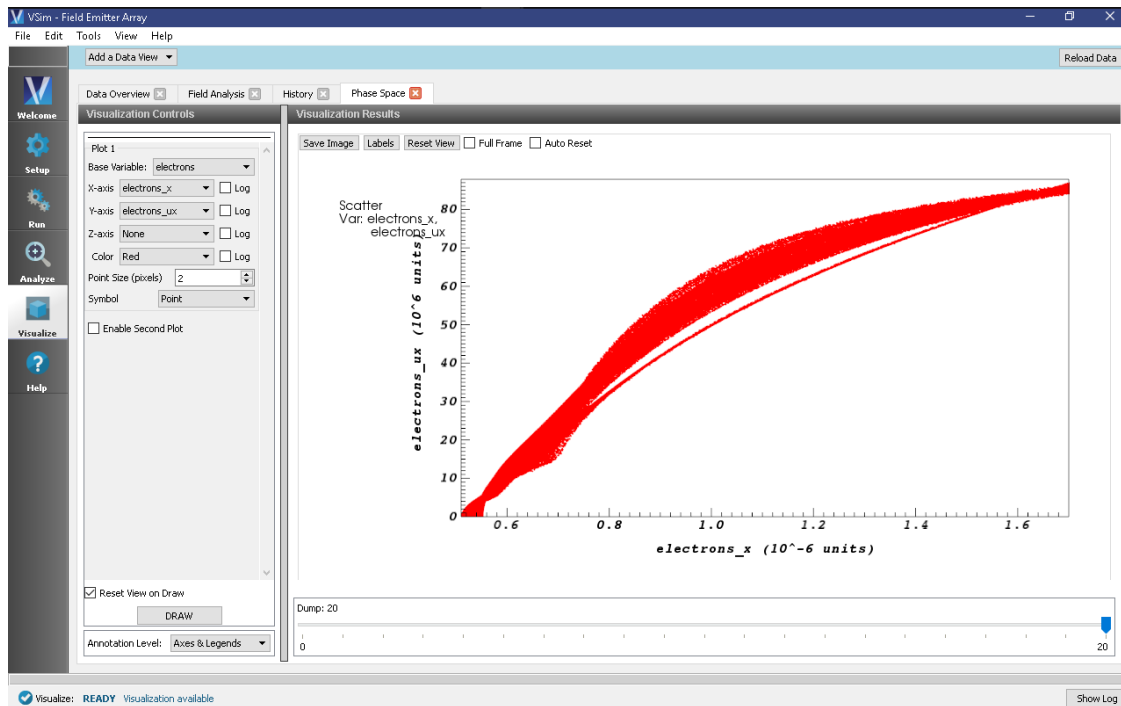 VSim - Field Emitter Array
File Edit Tools View Help
Add a Data View
Reload Data
Data Overview Field Analysis History Phase Space
Welcome
Setup
Run
Analyze
Visualize
Help
Visualization Controls
Plot 1
Base Variable: electrons
X-axis electrons_x Log
Y-axis electrons_ux Log
Z-axis None Log
Color Red Log
Point Size (pixels) 2
Symbol Point
Enable Second Plot
Reset View on Draw
DRAW
Annotation Level: Axes & Legends
Visualization Results
Save Image Labels Reset View Full Frame Auto Reset
Scatter
Var: electrons_x,
electrons_ux
electrons_ux (10^6 units)
80
70
60
50
40
30
20
10
0
0.6 0.8 1.0 1.2 1.4 1.6
electrons_x (10^-6 units)
Dump: 20
0 20
Visualize: READY Visualization available
Show Log